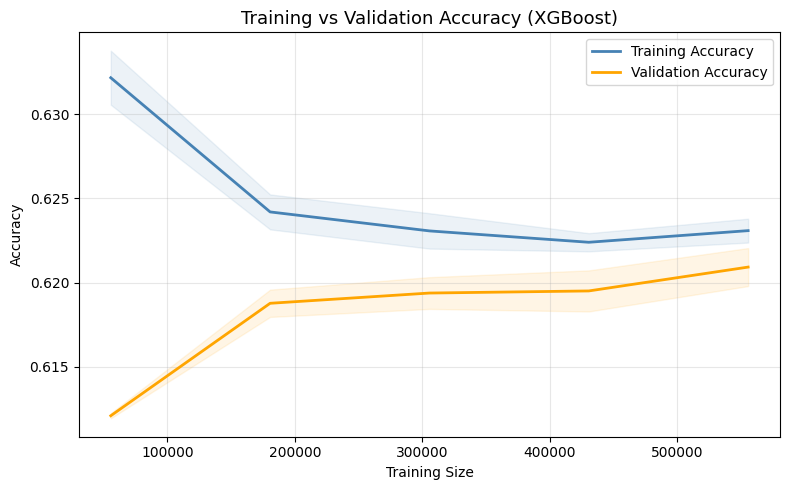 Training vs Validation Accuracy (XGBoost)
Training Accuracy
Validation Accuracy
0.630
0.625
0.620
0.615
Accuracy
100000 200000 300000 400000 500000
Training Size